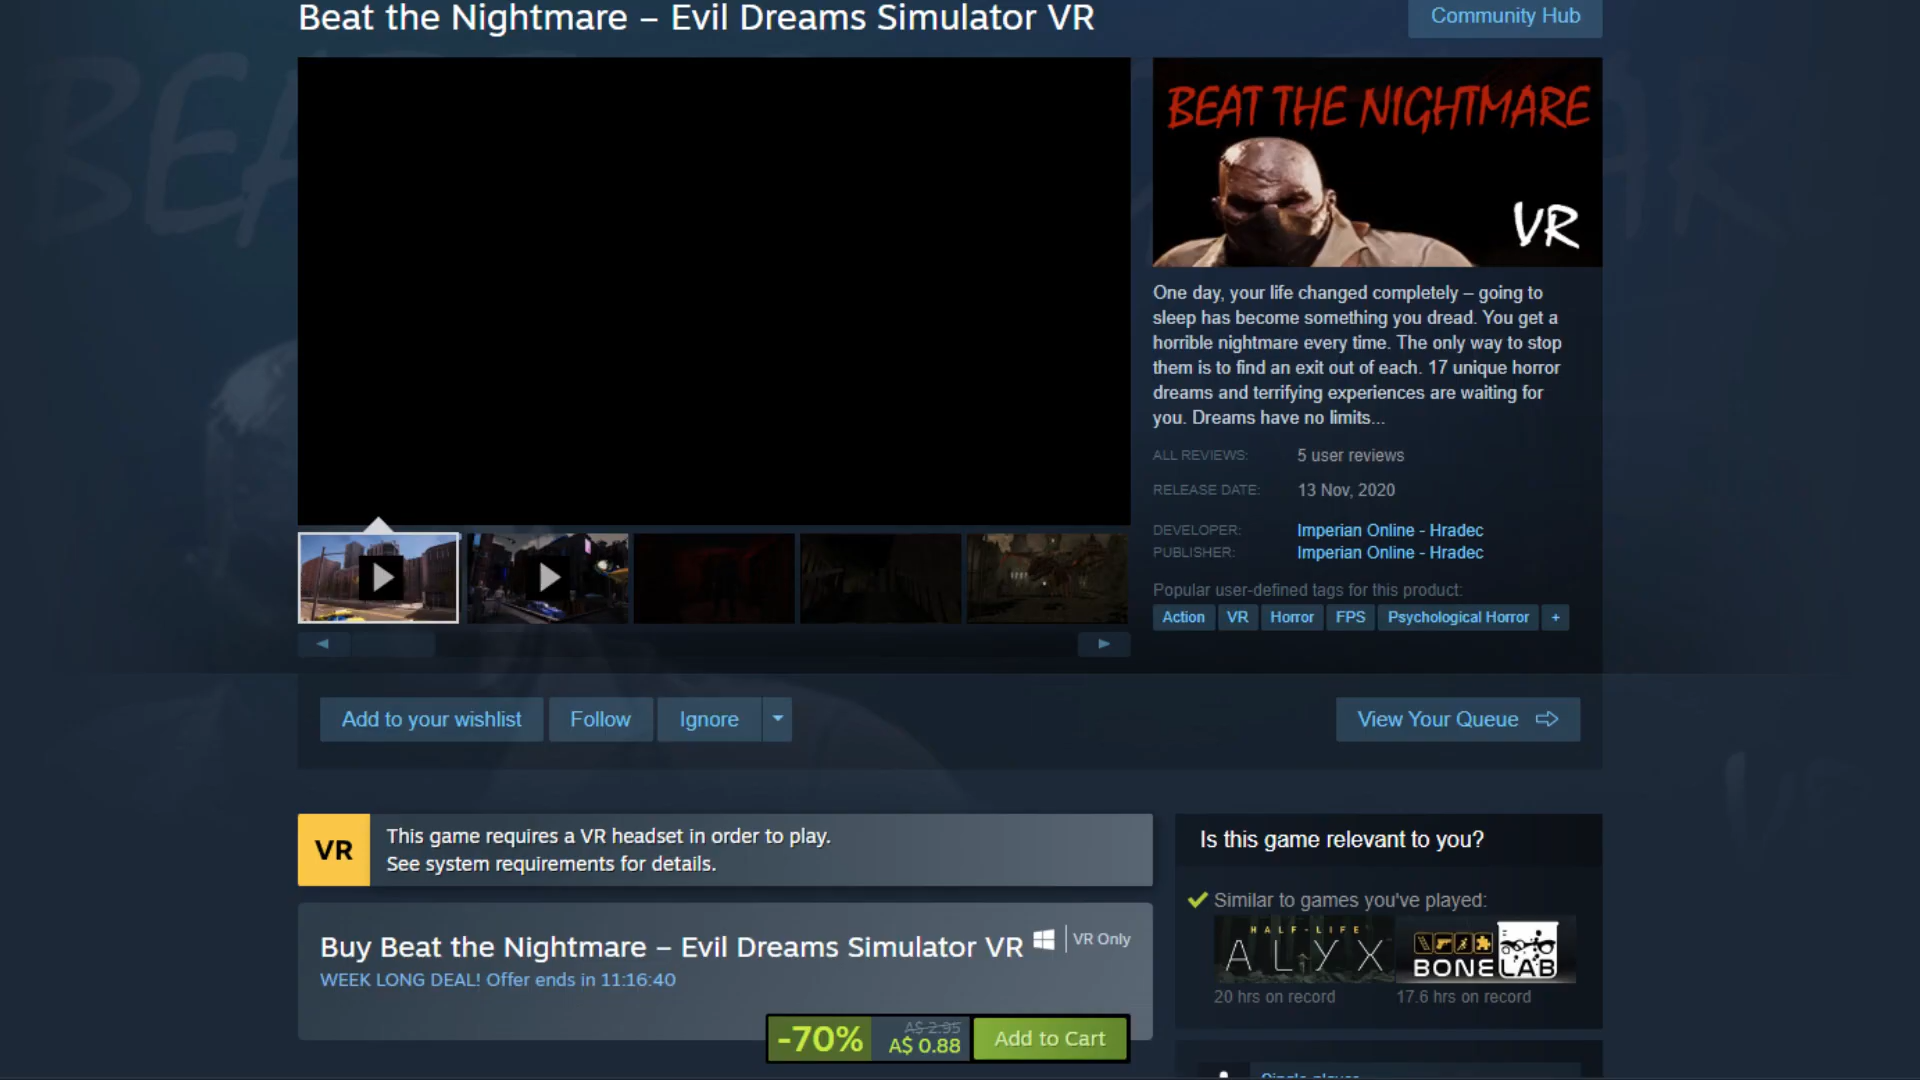 Beat the Nightmare – Evil Dreams Simulator VR
Community Hub
BEAT THE NIGHTMARE
VR
One day, your life changed completely – going to
sleep has become something you dread. You get a
horrible nightmare every time. The only way to stop
them is to find an exit out of each. 17 unique horror
dreams and terrifying experiences are waiting for
you. Dreams have no limits...
ALL REVIEWS: 5 user reviews
RELEASE DATE: 13 Nov, 2020
DEVELOPER: Imperian Online - Hradec
PUBLISHER: Imperian Online - Hradec
Popular user-defined tags for this product:
Action VR Horror FPS Psychological Horror +
Add to your wishlist Follow Ignore View Your Queue
VR
This game requires a VR headset in order to play.
See system requirements for details.
Is this game relevant to you?
Similar to games you've played:
HALF-LIFE
ALYX
BONELAB
20 hrs on record 17.6 hrs on record
Buy Beat the Nightmare – Evil Dreams Simulator VR VR Only
WEEK LONG DEAL! Offer ends in 11:16:40
-70% A$ 2.95
A$ 0.88 Add to Cart
Single-player